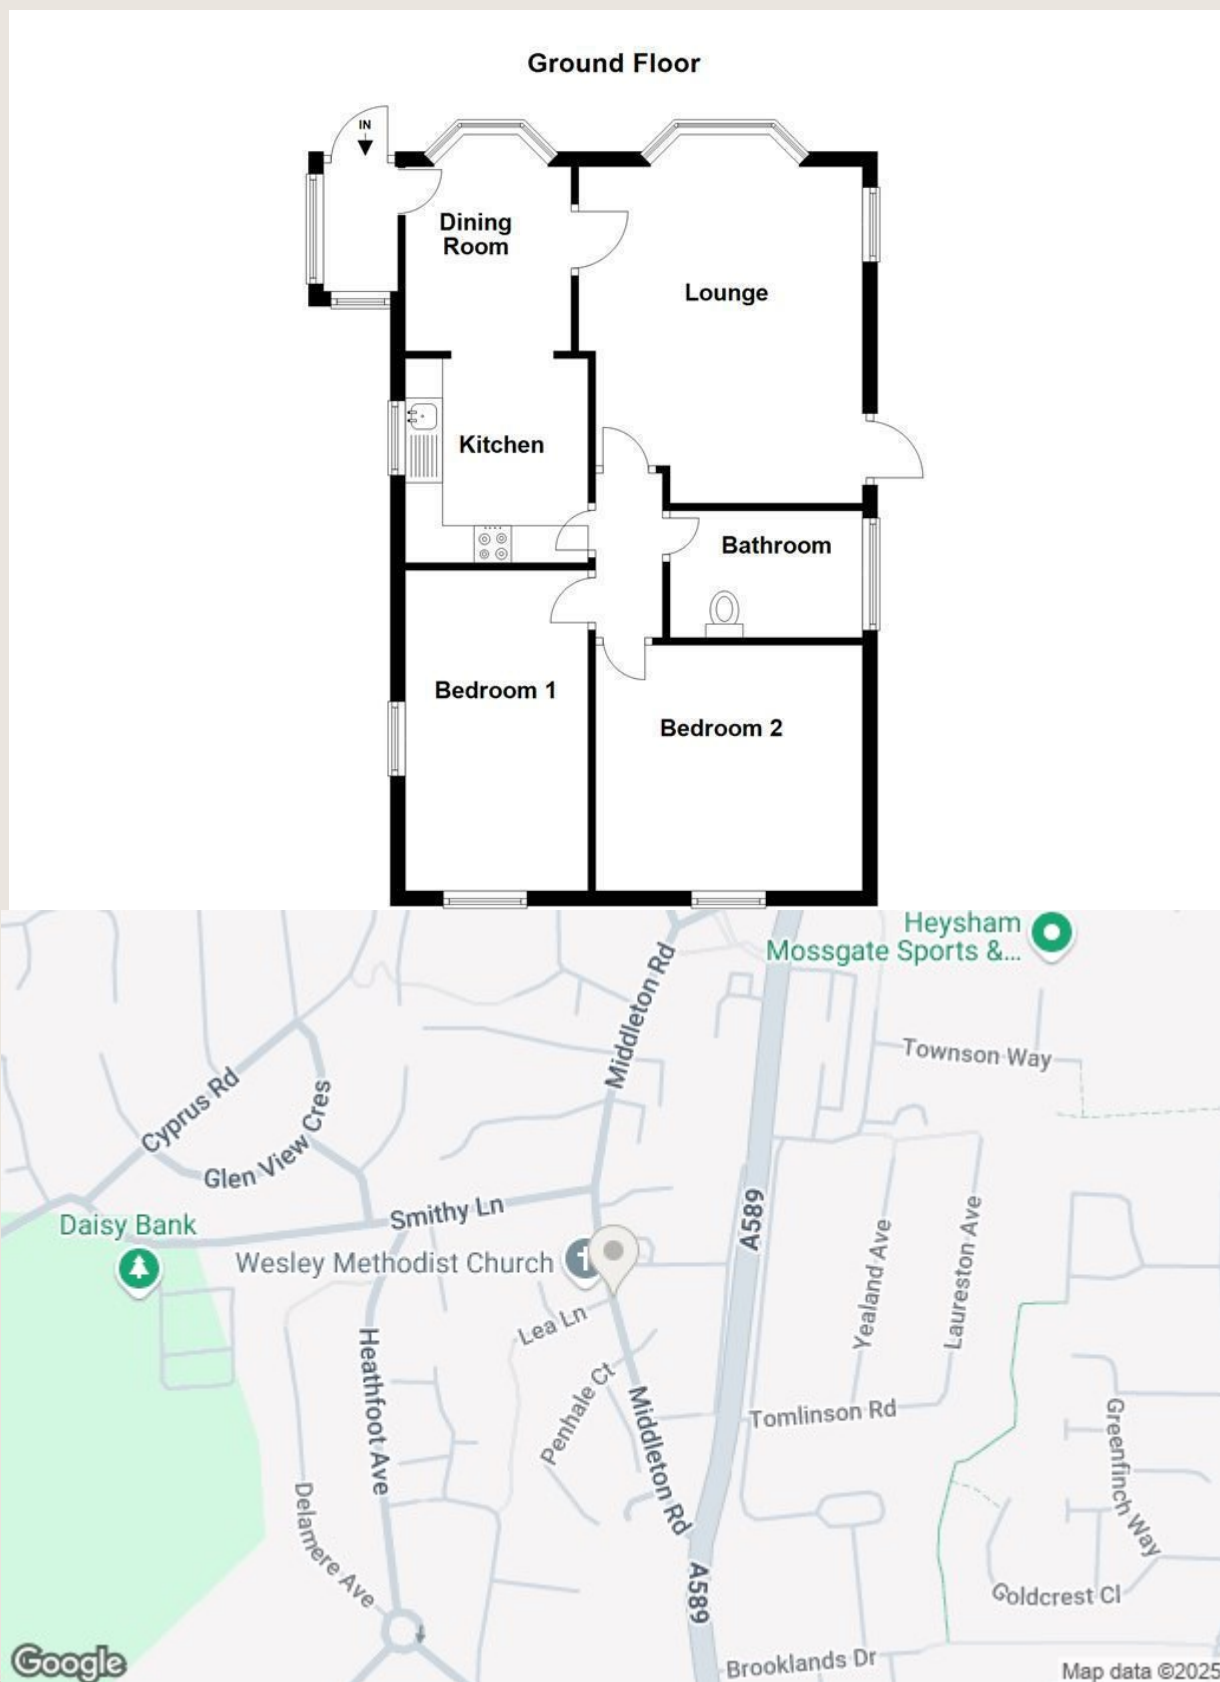 Ground Floor
IN
Dining
Room
Lounge
Kitchen
Bathroom
Bedroom 1
Bedroom 2
Heysham
Mossgate Sports &...
Middleton Rd
Townson Way
Cyprus Rd
Glen View Cres
Smithy Ln
A589
Daisy Bank
Wesley Methodist Church
Yealand Ave
Laureston Ave
Lea Ln
Heathfoot Ave
Penhale Ct
Middleton Rd
Tomlinson Rd
Greenfinch Way
Delamere Ave
A589
Goldcrest Cl
Brooklands Dr
Google
Map data ©2025